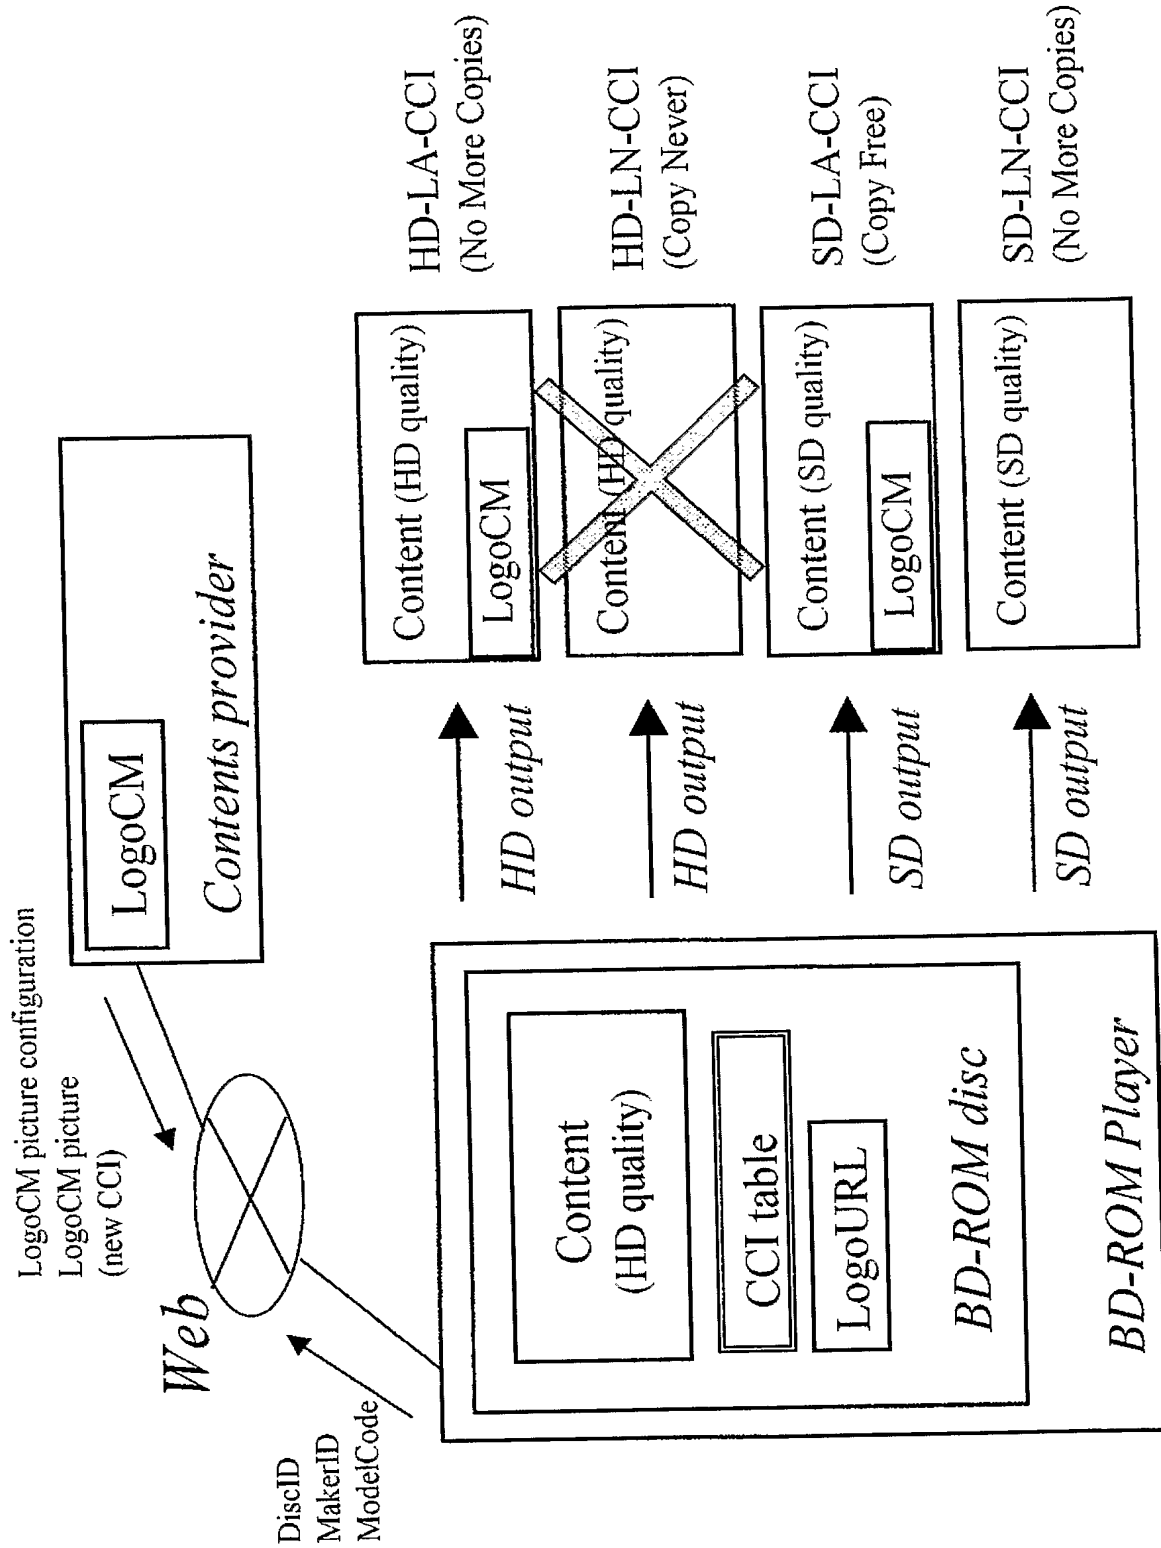 LogoCM picture configuration
LogoCM picture
(new CCI)
LogoCM
Contents provider
Web
DiscID
MakerID
ModelCode
Content
(HD quality)
CCI table
LogoURL
BD-ROM disc
BD-ROM Player
HD output
Content (HD quality)
LogoCM
HD-LA-CCI
(No More Copies)
HD output
Content (HD quality)
HD-LN-CCI
(Copy Never)
SD output
Content (SD quality)
LogoCM
SD-LA-CCI
(Copy Free)
SD output
Content (SD quality)
SD-LN-CCI
(No More Copies)